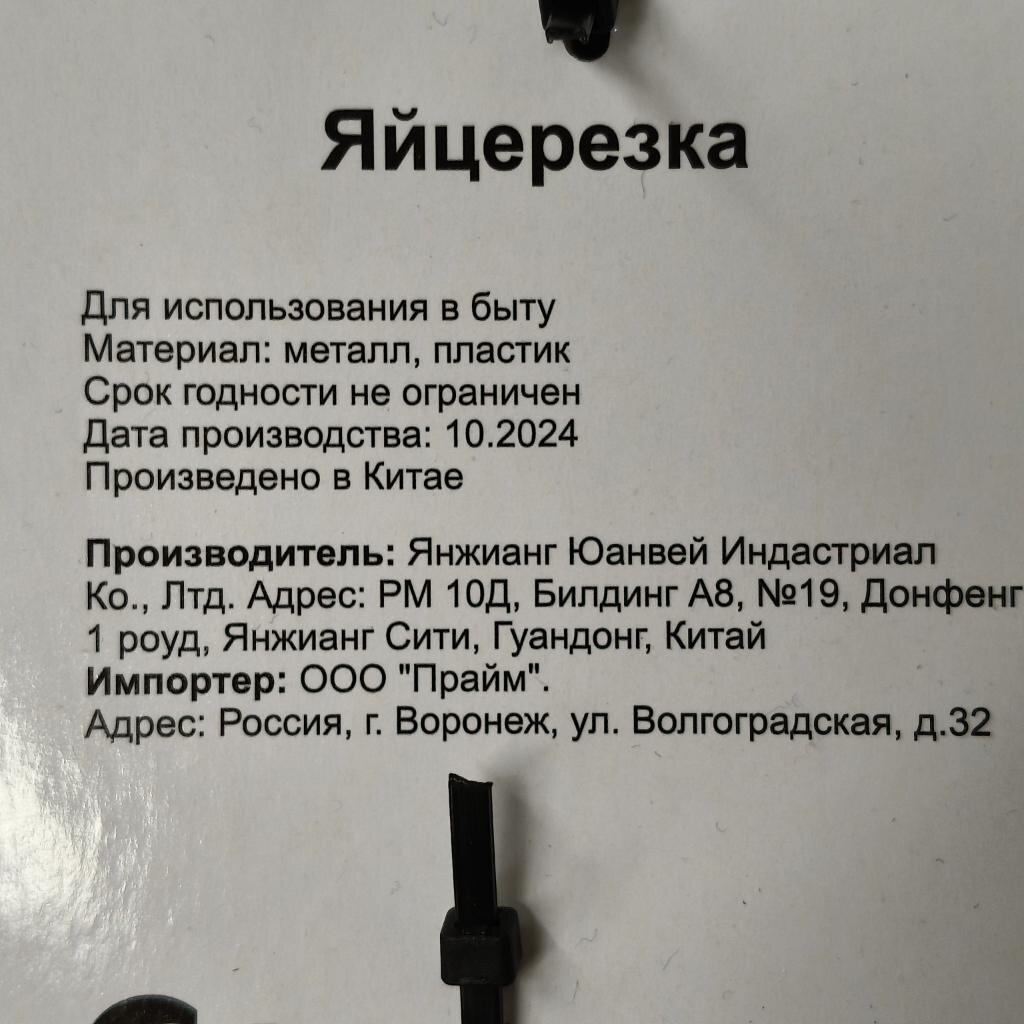 Яйцерезка
Для использования в быту
Материал: металл, пластик
Срок годности не ограничен
Дата производства: 10.2024
Произведено в Китае
Производитель: Янжианг Юанвей Индастриал
Ко., Лтд. Адрес: РМ 10Д, Билдинг А8, №19, Донфенг
1 роуд, Янжианг Сити, Гуандонг, Китай
Импортер: ООО "Прайм".
Адрес: Россия, г. Воронеж, ул. Волгоградская, д.32